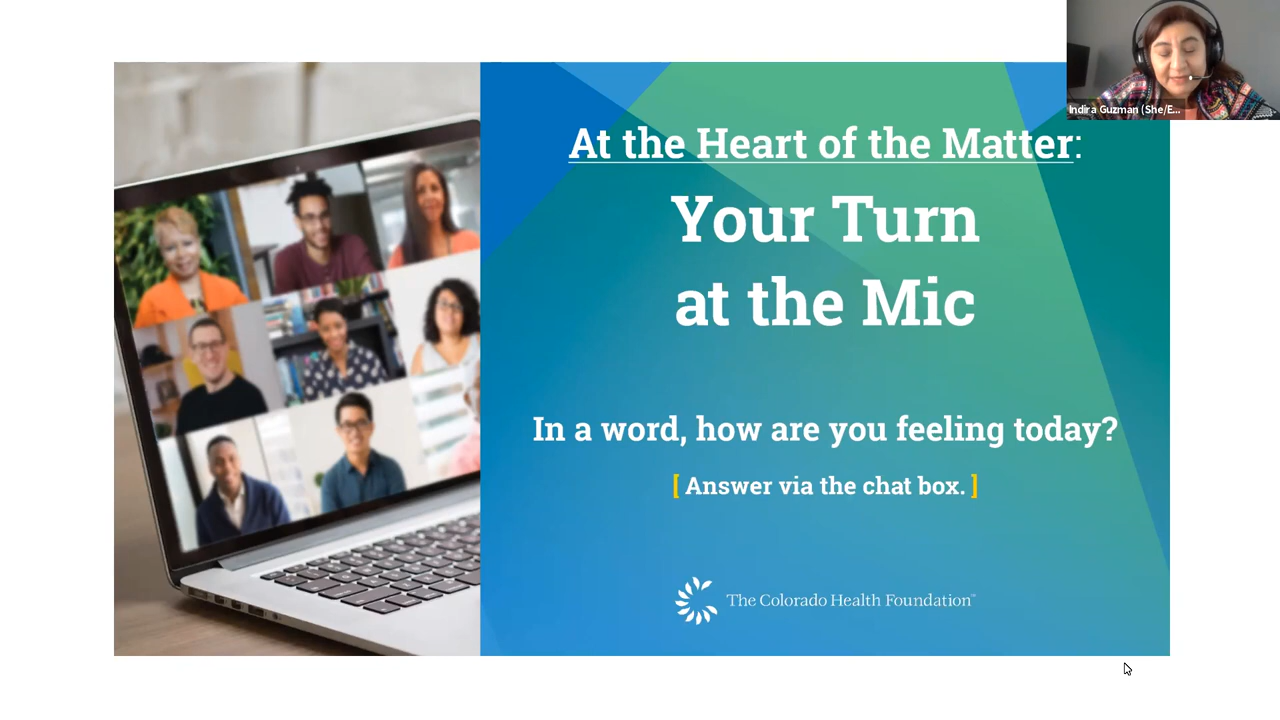 Indira Guzman (She/E...
At the Heart of the Matter:
Your Turn
at the Mic
In a word, how are you feeling today?
[ Answer via the chat box. ]
The Colorado Health Foundation™